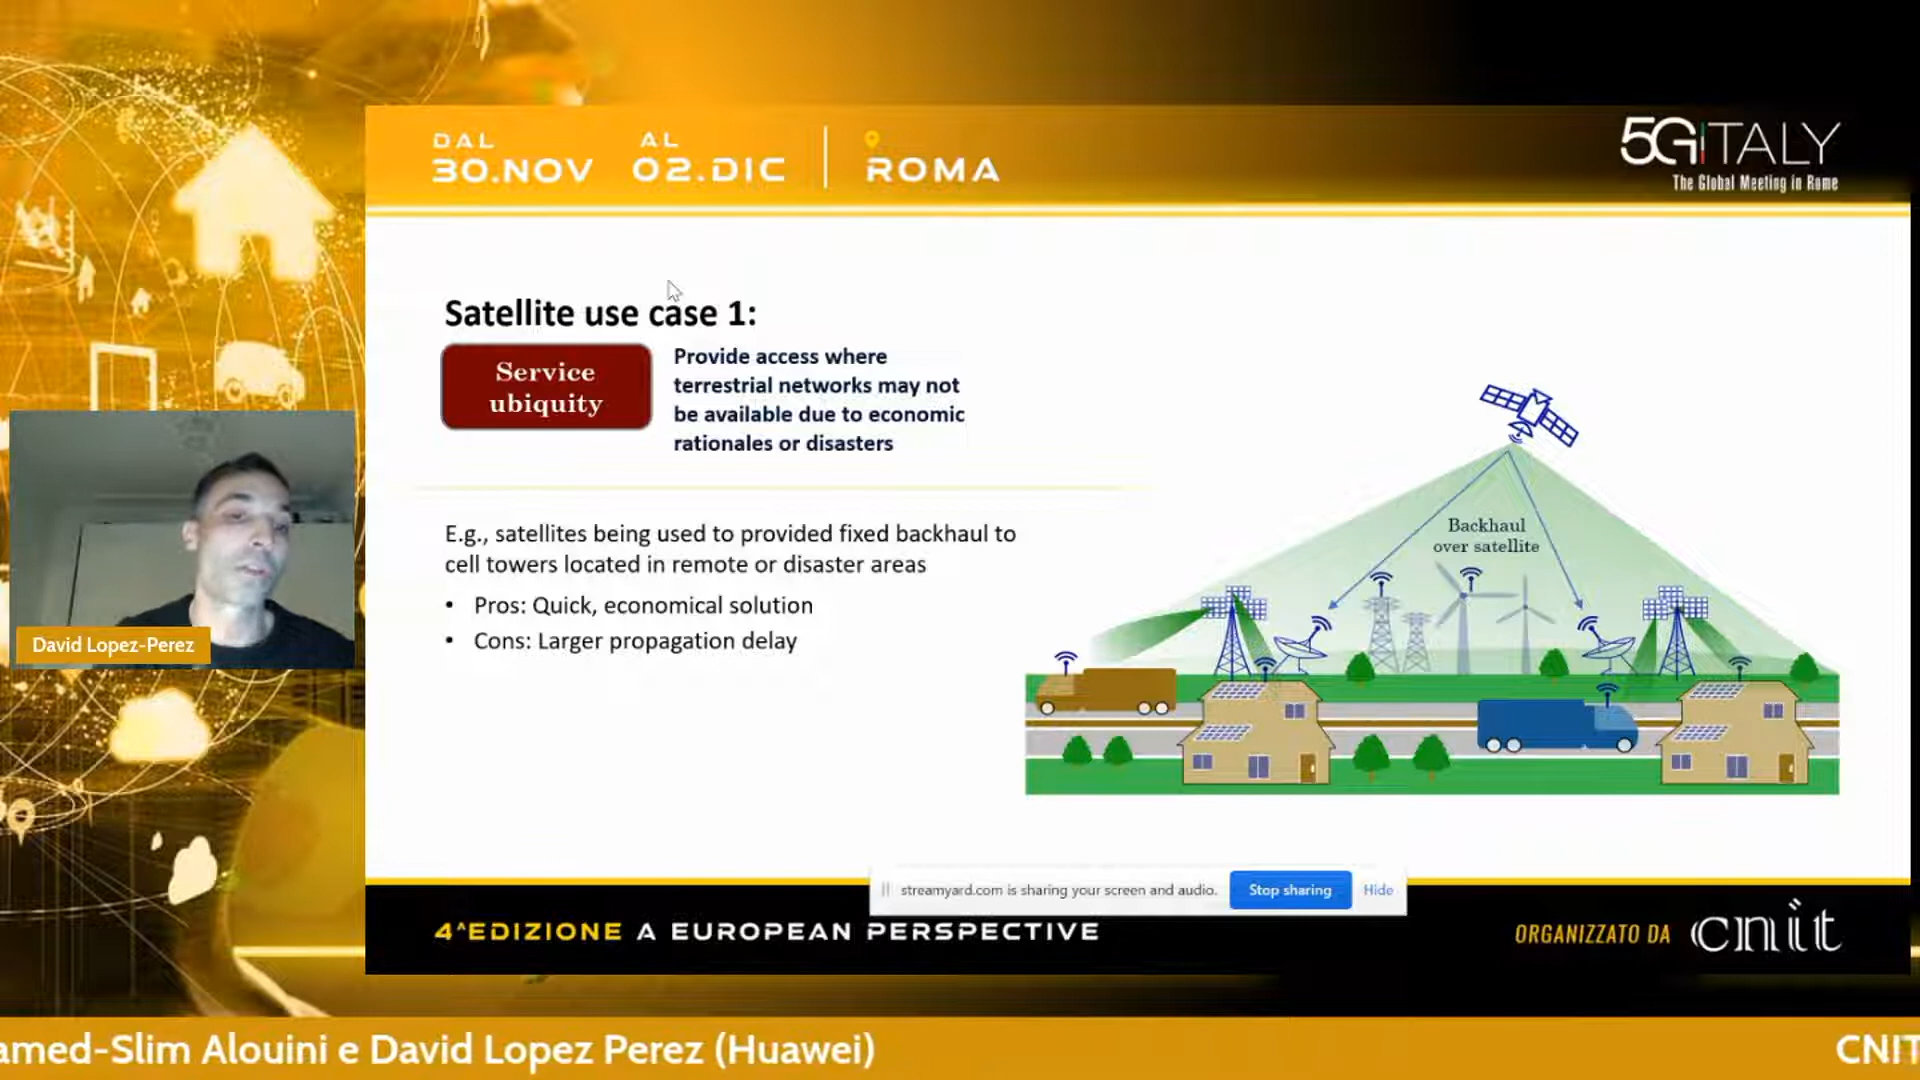 DAL
30.NOV
AL
02.DIC
ROMA
5GITALY
The Global Meeting in Rome
Satellite use case 1:
Service
ubiquity
Provide access where
terrestrial networks may not
be available due to economic
rationales or disasters
E.g., satellites being used to provided fixed backhaul to
cell towers located in remote or disaster areas
• Pros: Quick, economical solution
• Cons: Larger propagation delay
Backhaul
over satellite
David Lopez-Perez
streamyard.com is sharing your screen and audio.
Stop sharing
Hide
4^EDIZIONE A EUROPEAN PERSPECTIVE
ORGANIZZATO DA cnit
amed-Slim Alouini e David Lopez Perez (Huawei)
CNIT